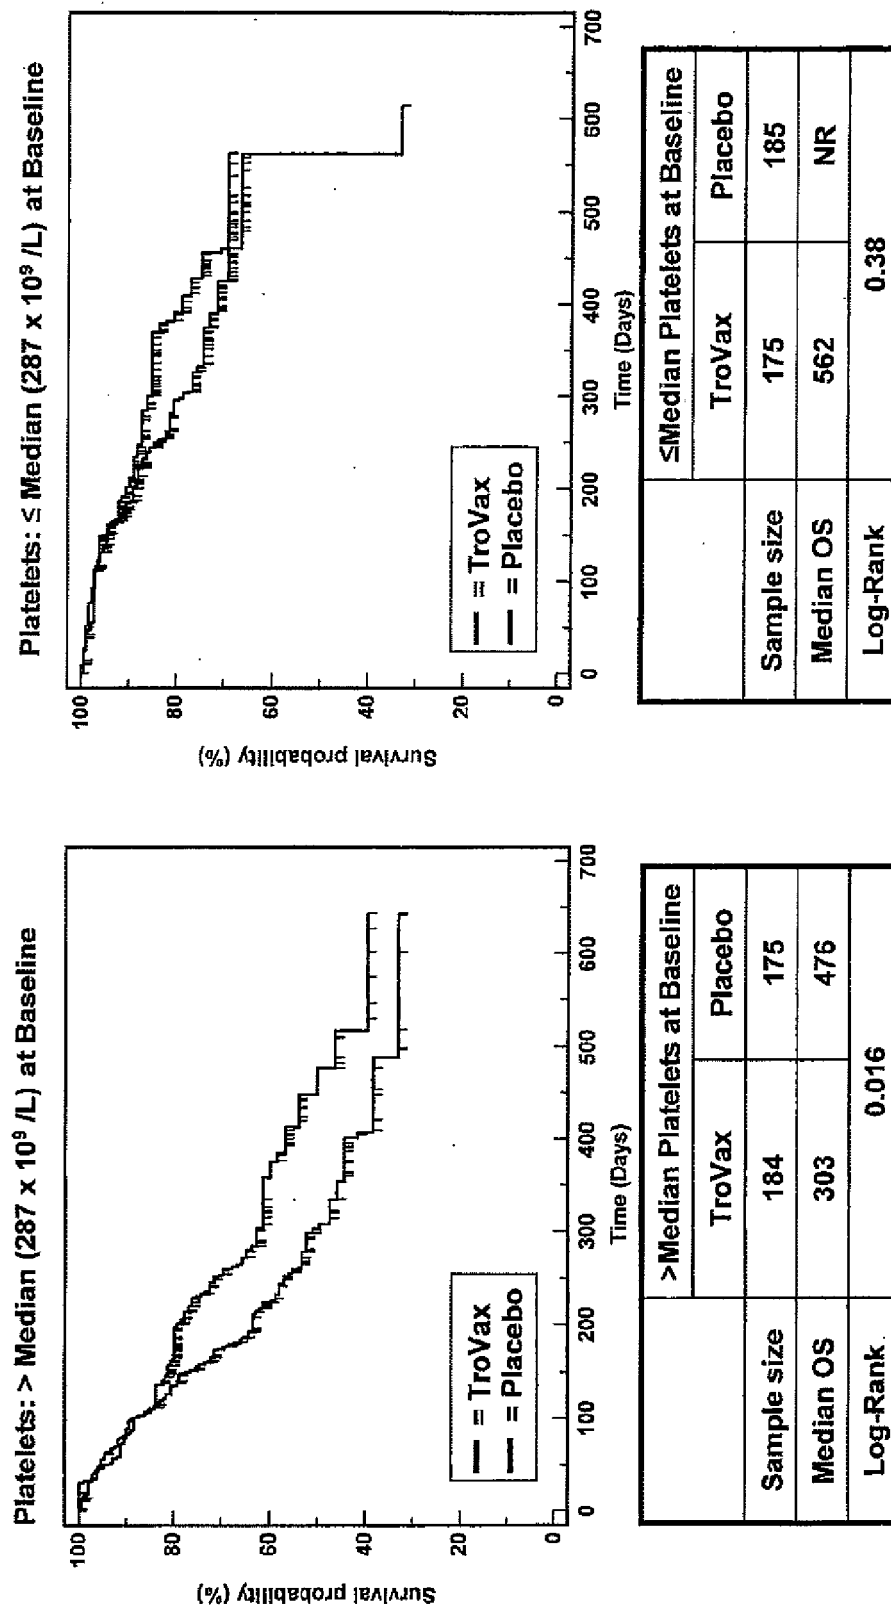 Platelets: > Median (287 x 10⁹ /L) at Baseline
Survival probability (%)
100
80
60
40
20
0
= TroVax
= Placebo
0 100 200 300 400 500 600 700
Time (Days)
>Median Platelets at Baseline
TroVax Placebo
Sample size 184 175
Median OS 303 476
Log-Rank 0.016
Platelets: ≤ Median (287 x 10⁹ /L) at Baseline
Survival probability (%)
100
80
60
40
20
0
= TroVax
= Placebo
0 100 200 300 400 500 600 700
Time (Days)
≤Median Platelets at Baseline
TroVax Placebo
Sample size 175 185
Median OS 562 NR
Log-Rank 0.38